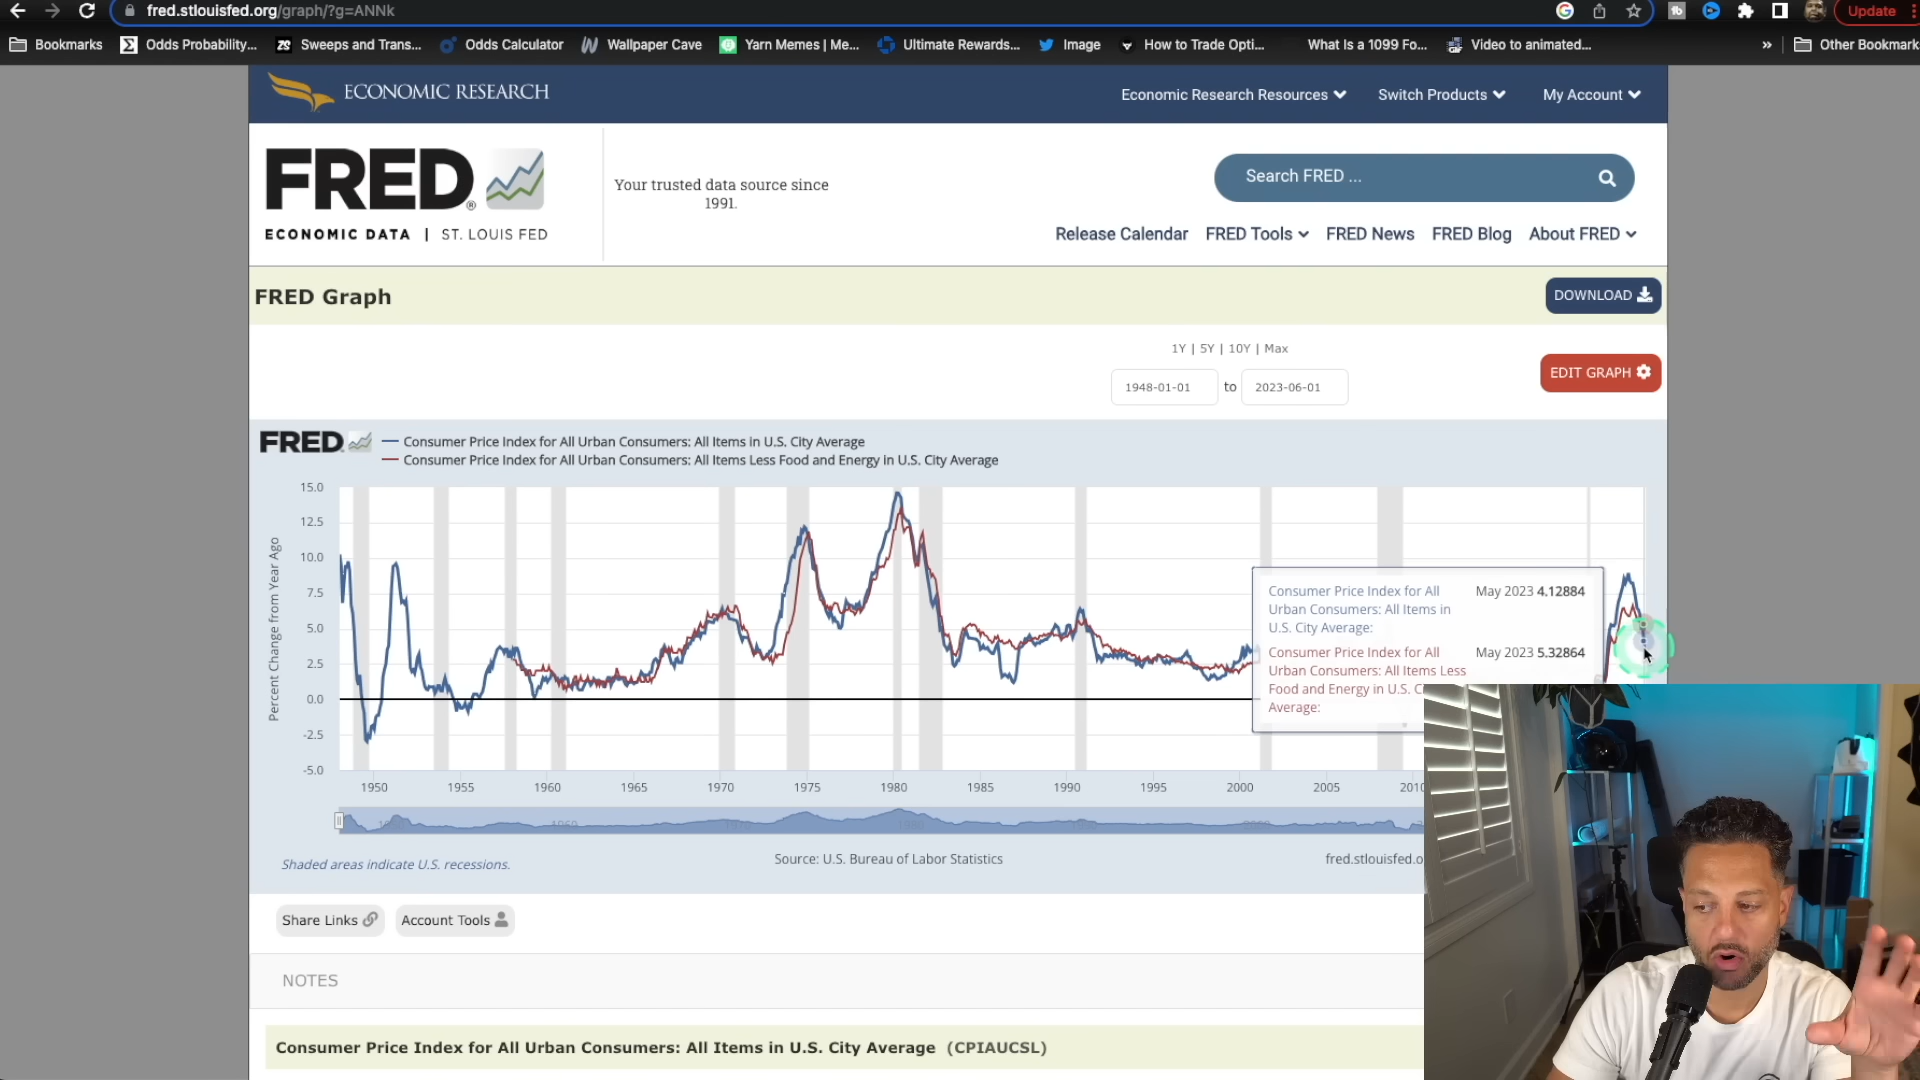 fred.stlouisfed.org/graph/?g=ANNk
Update
Bookmarks
Odds Probability...
Sweeps and Trans...
Odds Calculator
Wallpaper Cave
Yarn Memes | Me...
Ultimate Rewards...
Image
How to Trade Opti...
What Is a 1099 Fo...
Video to animated...
»
Other Bookmarks
ECONOMIC RESEARCH
Economic Research Resources
Switch Products
My Account
FRED®
ECONOMIC DATA | ST. LOUIS FED
Your trusted data source since
1991.
Search FRED ...
Release Calendar
FRED Tools
FRED News
FRED Blog
About FRED
FRED Graph
DOWNLOAD
1Y | 5Y | 10Y | Max
1948-01-01 to 2023-06-01
EDIT GRAPH
FRED
Consumer Price Index for All Urban Consumers: All Items in U.S. City Average
Consumer Price Index for All Urban Consumers: All Items Less Food and Energy in U.S. City Average
Percent Change from Year Ago
15.0
12.5
10.0
7.5
5.0
2.5
0.0
-2.5
-5.0
Consumer Price Index for All
Urban Consumers: All Items in
U.S. City Average:
May 2023 4.12884
Consumer Price Index for All
Urban Consumers: All Items Less
Food and Energy in U.S. C
Average:
May 2023 5.32864
1950 1955 1960 1965 1970 1975 1980 1985 1990 1995 2000 2005 2010
Shaded areas indicate U.S. recessions.
Source: U.S. Bureau of Labor Statistics
fred.stlouisfed.o
Share Links
Account Tools
NOTES
Consumer Price Index for All Urban Consumers: All Items in U.S. City Average (CPIAUCSL)